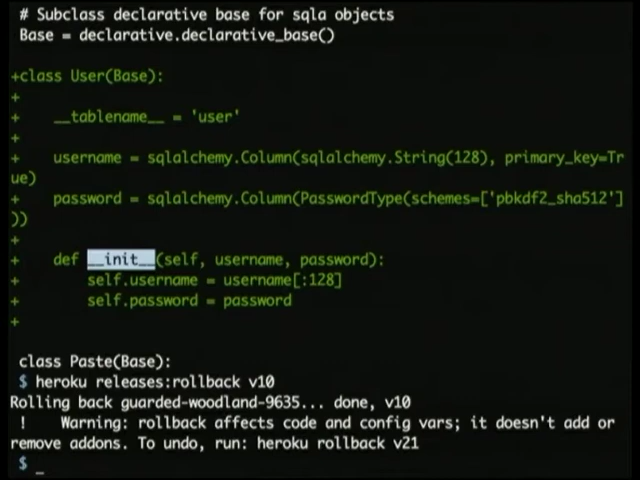 # Subclass declarative base for sqla objects
Base = declarative.declarative_base()
+class User(Base):
+
+ __tablename__ = 'user'
+
+ username = sqlalchemy.Column(sqlalchemy.String(128), primary_key=Tr
ue)
+ password = sqlalchemy.Column(PasswordType(schemes=['pbkdf2_sha512']
))
+
+ def __init__(self, username, password):
+ self.username = username[:128]
+ self.password = password
+
class Paste(Base):
$ heroku releases:rollback v10
Rolling back guarded-woodland-9635... done, v10
! Warning: rollback affects code and config vars; it doesn't add or
remove addons. To undo, run: heroku rollback v21
$ _